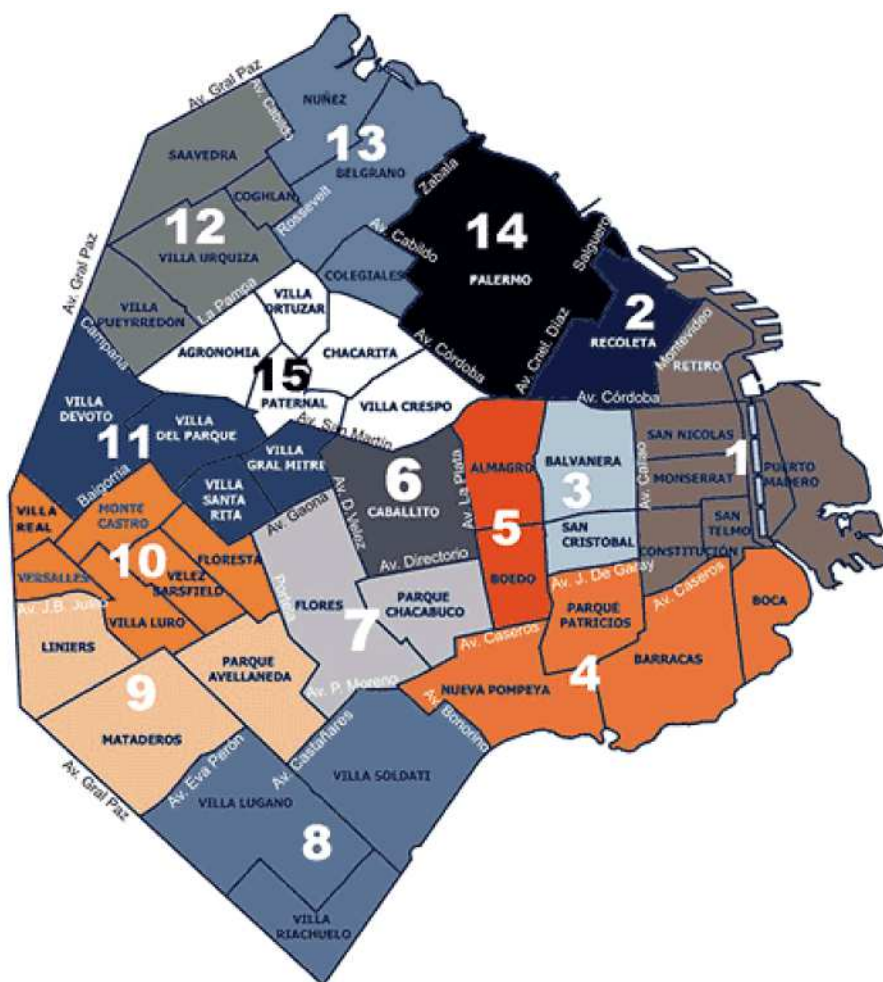 Av. Gral Paz
Av. Cabildo
NUÑEZ
13
BELGRANO
SAAVEDRA
COGHLAN
Rossevelt
Zabala
12
VILLA URQUIZA
Av. Cabildo
14
PALERMO
Salguero
Av. Gral Paz
COLEGIALES
VILLA
PUEYRREDÓN
La Pampa
VILLA
ORTUZAR
Campana
AGRONOMIA
CHACARITA
Av. Córdoba
Av. Cnel. Díaz
2
RECOLETA
Montevideo
RETIRO
15
PATERNAL
VILLA CRESPO
Av. San Martín
Av. Córdoba
VILLA
DEVOTO
11
VILLA
DEL PARQUE
VILLA
GRAL MITRE
VILLA
SANTA
RITA
Baigorria
6
CABALLITO
Av. La Plata
ALMAGRO
BALVANERA
3
Av. Callao
SAN NICOLAS
1
MONSERRAT
PUERTO
MADERO
SAN
TELMO
CONSTITUCIÓN
SAN
CRISTOBAL
5
BOEDO
Av. Gaona
Av. D. Velez
Av. Directorio
VILLA
REAL
MONTE
CASTRO
10
FLORESTA
VELEZ
SARSFIELD
VERSALLES
VILLA LURO
Av. J.B. Justo
Av. J. De Garay
Av. Caseros
BOCA
FLORES
7
PARQUE
CHACABUCO
PARQUE
PATRICIOS
Av. Caseros
BARRACAS
LINIERS
9
MATADEROS
PARQUE
AVELLANEDA
Av. P. Moreno
NUEVA POMPEYA
4
Av. Bonorino
Av. Castañares
Av. Eva Perón
Av. Gral Paz
VILLA LUGANO
VILLA SOLDATI
8
VILLA
RIACHUELO